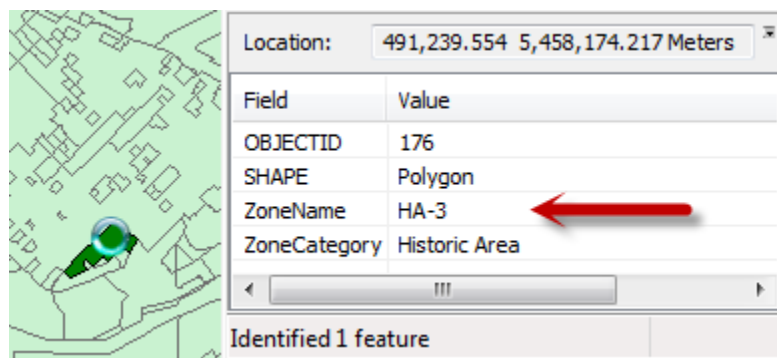 Location: 491,239.554 5,458,174.217 Meters
Field Value
OBJECTID 176
SHAPE Polygon
ZoneName HA-3
ZoneCategory Historic Area
Identified 1 feature